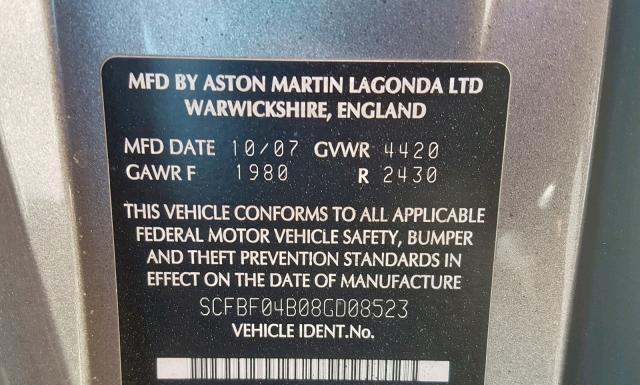 MFD BY ASTON MARTIN LAGONDA LTD
WARWICKSHIRE, ENGLAND
MFD DATE 10/07 GVWR 4420
GAWR F 1980 R 2430
THIS VEHICLE CONFORMS TO ALL APPLICABLE
FEDERAL MOTOR VEHICLE SAFETY, BUMPER
AND THEFT PREVENTION STANDARDS IN
EFFECT ON THE DATE OF MANUFACTURE
SCFBF04B08GD08523
VEHICLE IDENT.No.